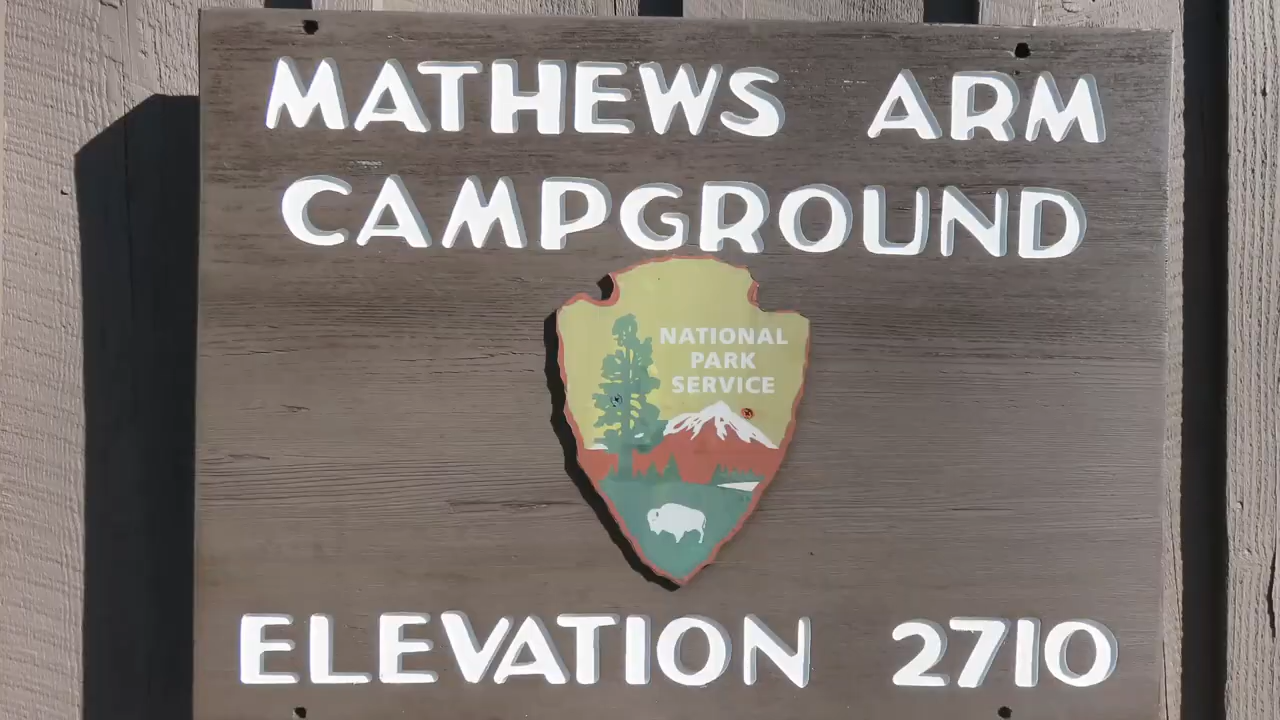 MATHEWS ARM
CAMPGROUND
NATIONAL
PARK
SERVICE
ELEVATION 2710